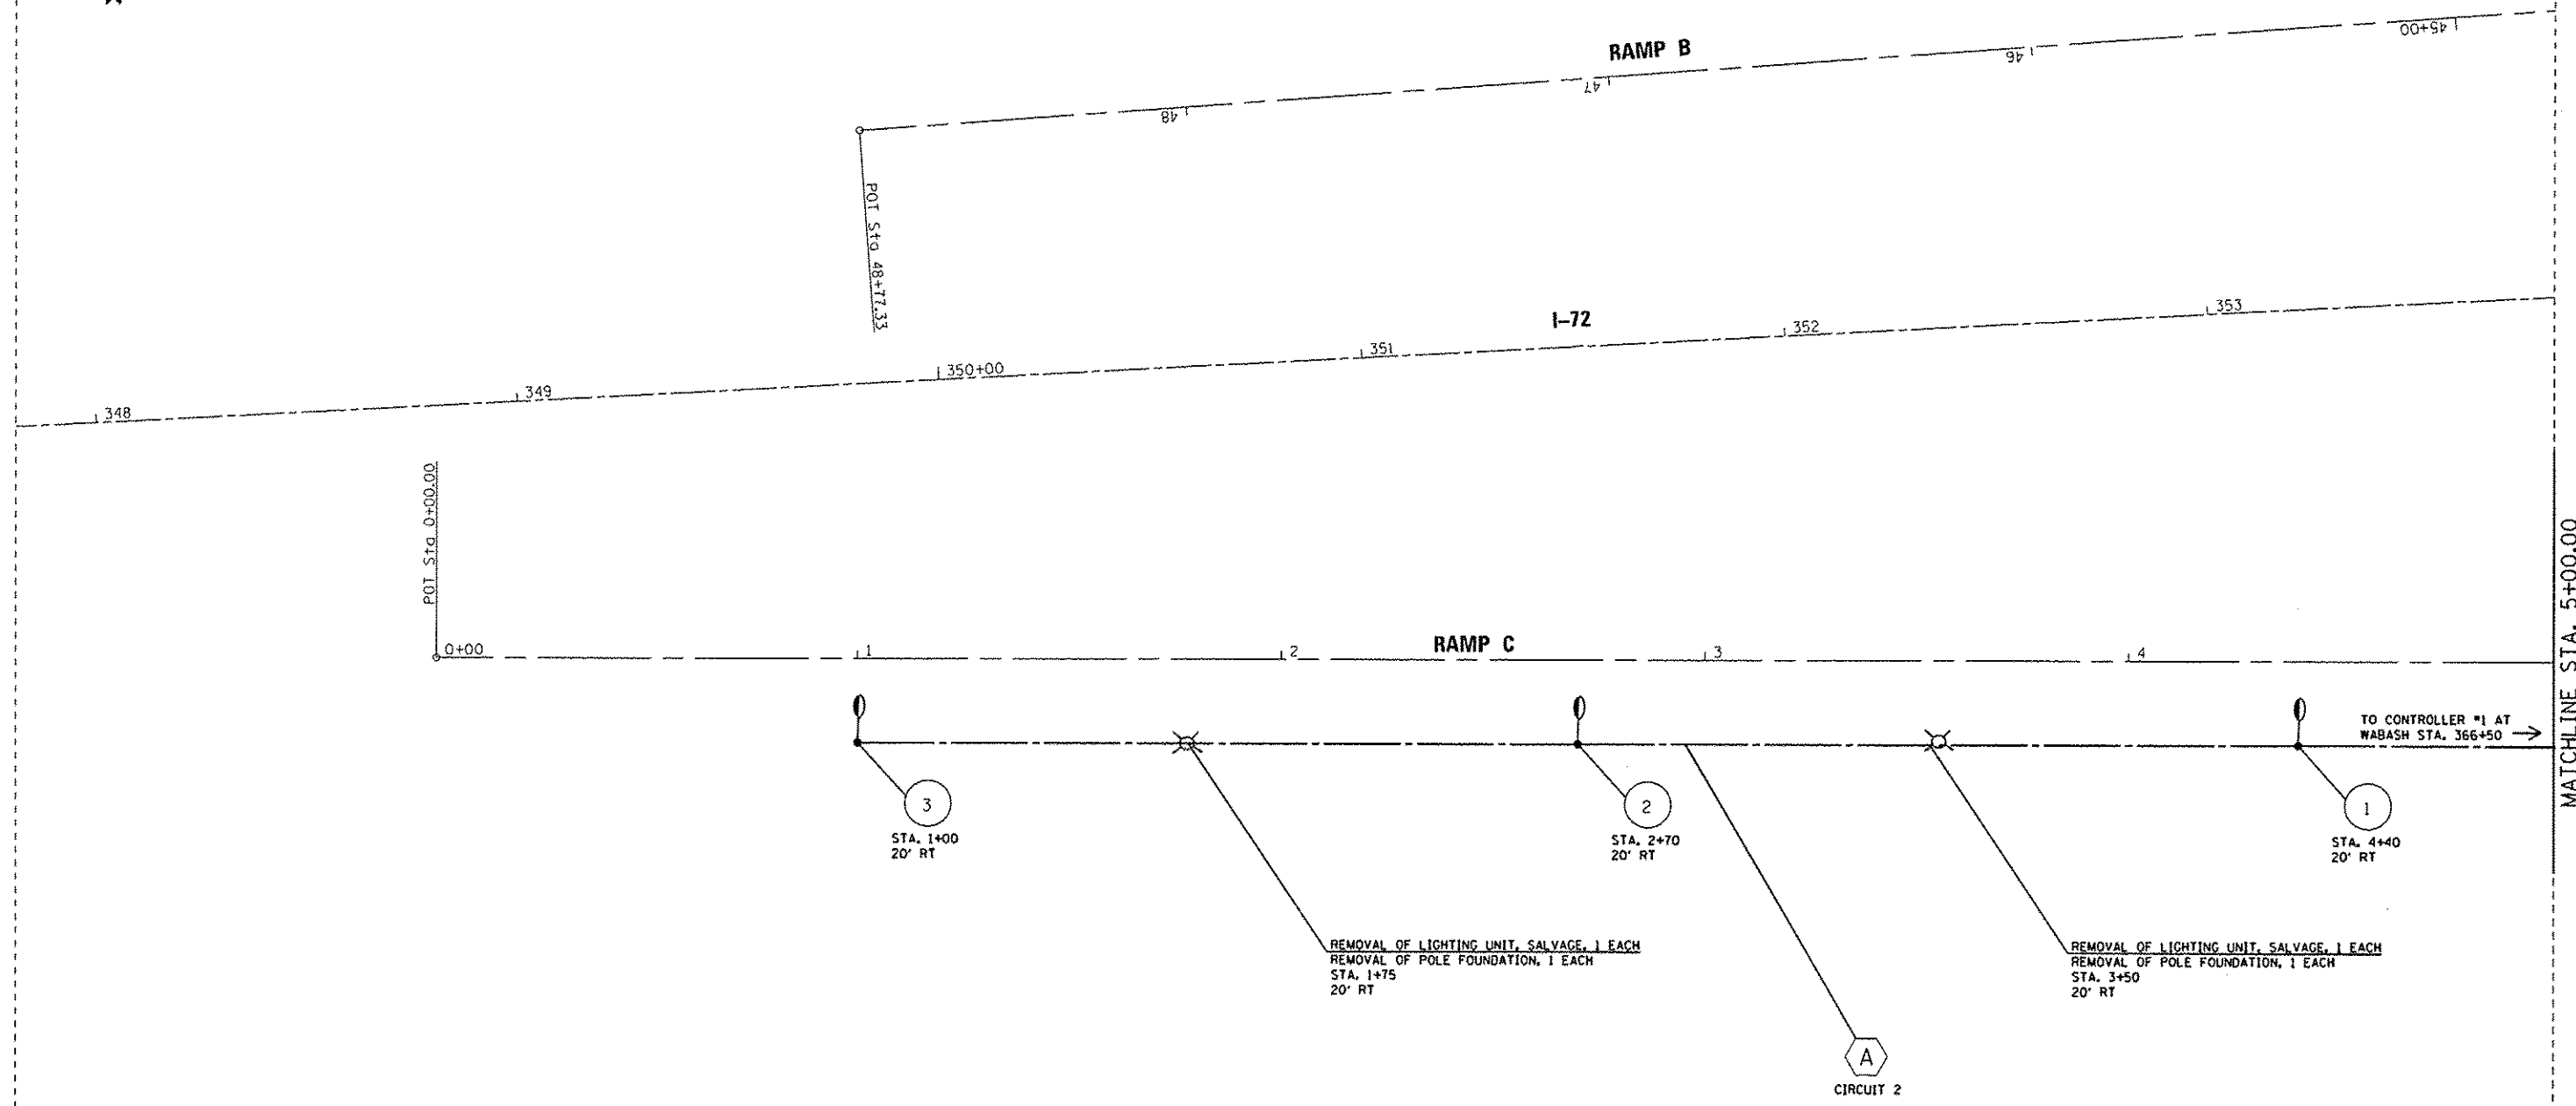 RAMP B
45+00
46
47
48
POT Sta 48+77.33
I-72
348
349
350+00
351
352
353
POT Sta 0+00.00
RAMP C
0+00
1
2
3
4
MATCHLINE STA. 5+00.00
TO CONTROLLER #1 AT
WABASH STA. 366+50
3
STA. 1+00
20' RT
2
STA. 2+70
20' RT
1
STA. 4+40
20' RT
REMOVAL OF LIGHTING UNIT, SALVAGE, 1 EACH
REMOVAL OF POLE FOUNDATION, 1 EACH
STA. 1+75
20' RT
REMOVAL OF LIGHTING UNIT, SALVAGE, 1 EACH
REMOVAL OF POLE FOUNDATION, 1 EACH
STA. 3+50
20' RT
A
CIRCUIT 2